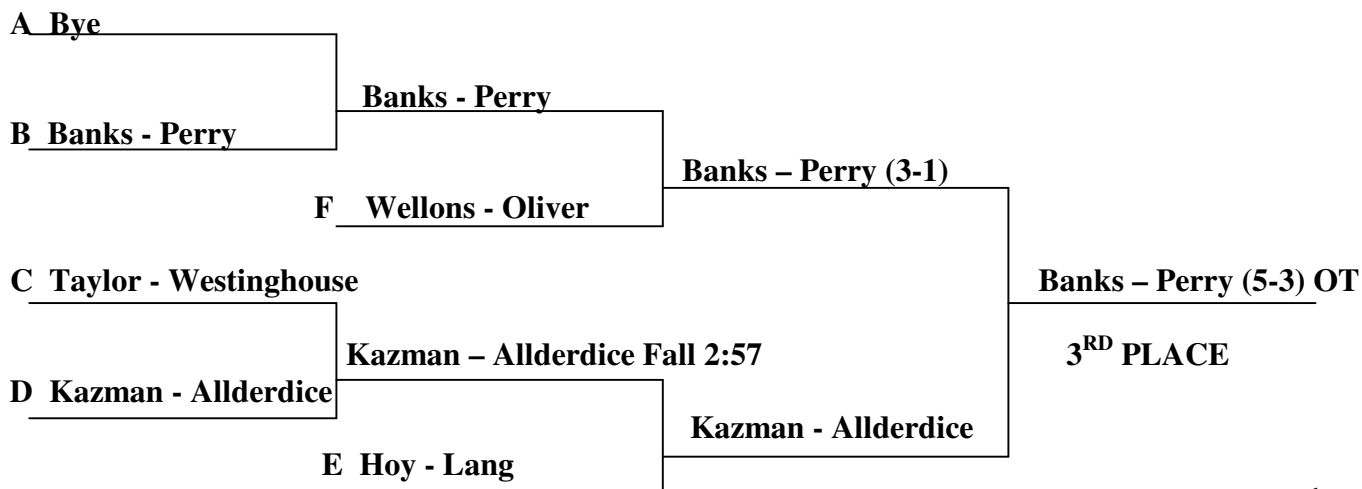 A Bye
Banks - Perry
B Banks - Perry
Banks – Perry (3-1)
F Wellons - Oliver
C Taylor - Westinghouse
Banks – Perry (5-3) OT
Kazman – Allderdice Fall 2:57
3RD PLACE
D Kazman - Allderdice
Kazman - Allderdice
E Hoy - Lang